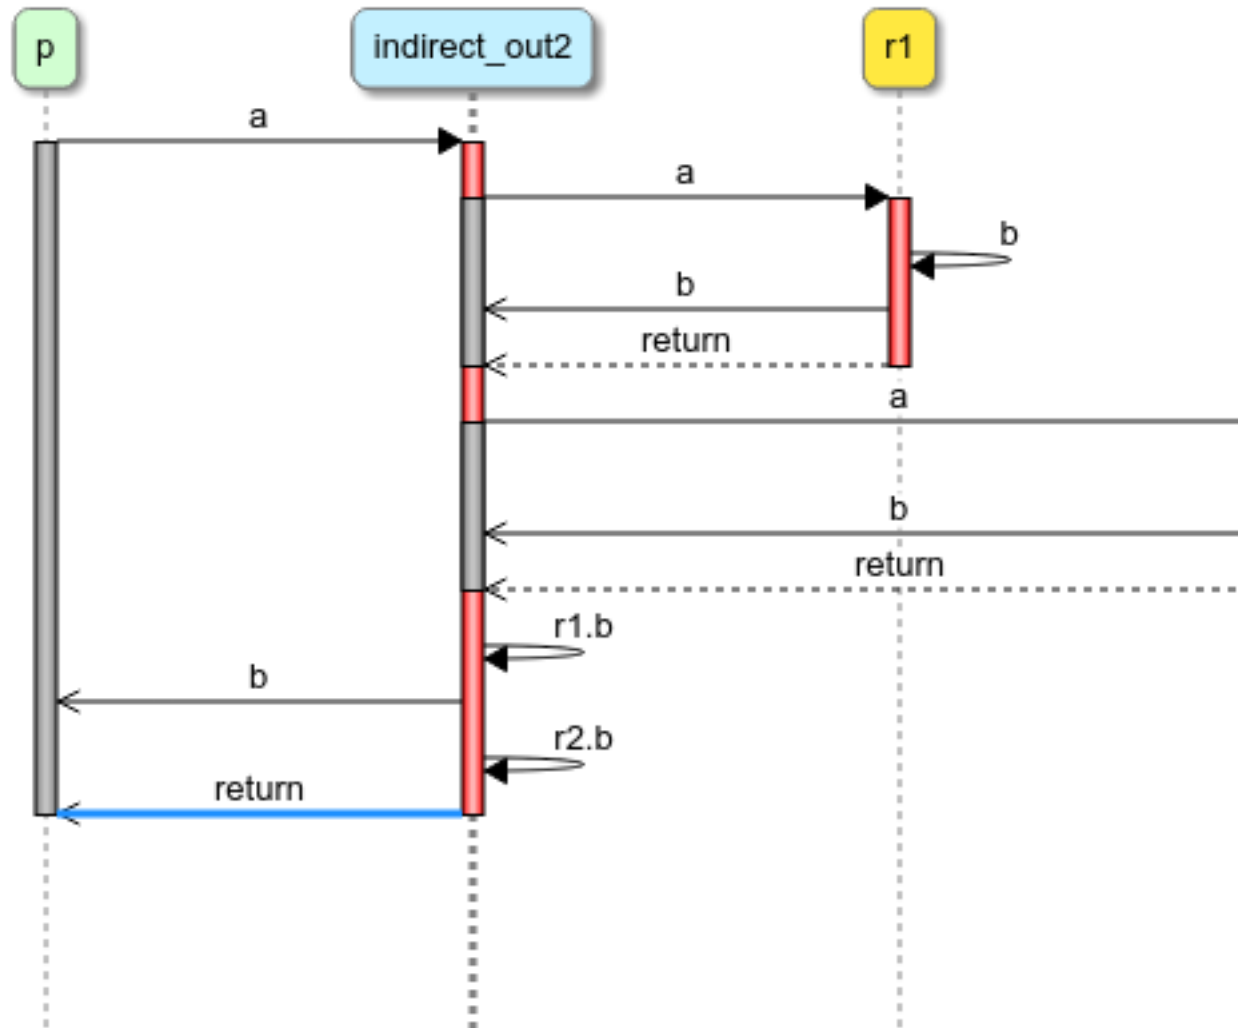 p
indirect_out2
r1
a
a
b
b
return
a
b
return
r1.b
b
r2.b
return